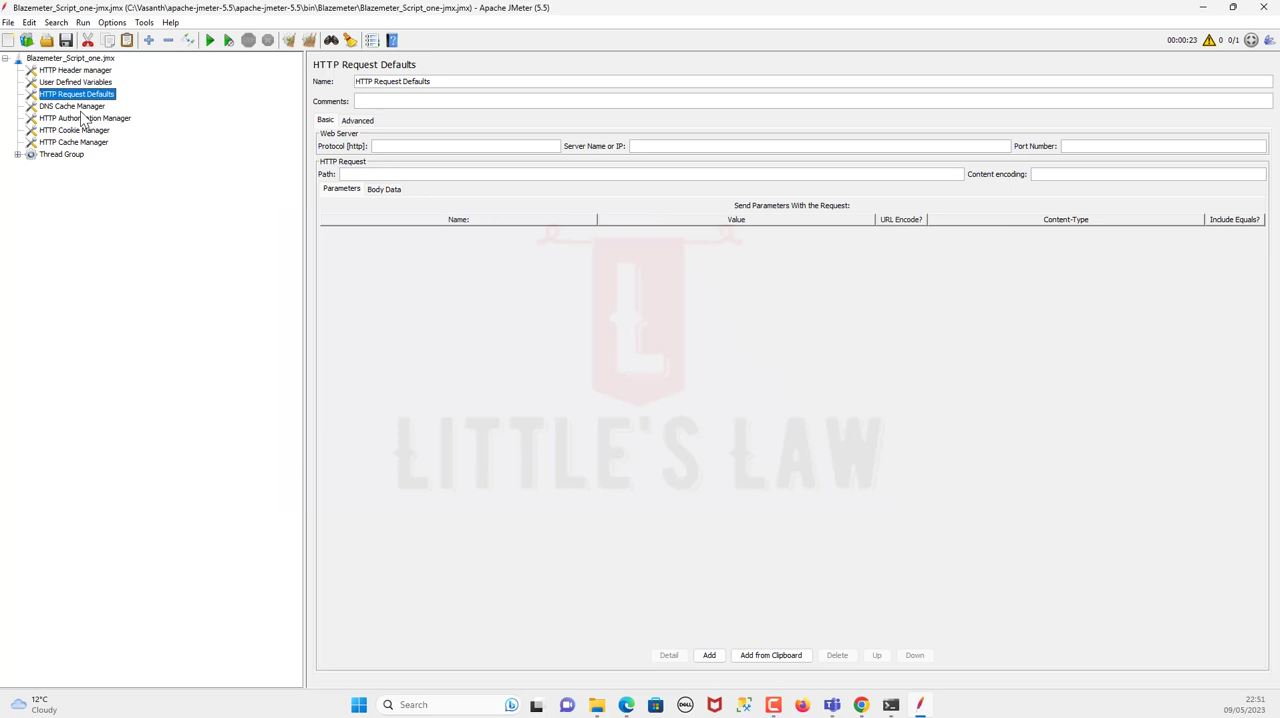 Blazemeter_Script_one-jmx.jmx (C:\Vasanth\apache-jmeter-5.5\apache-jmeter-5.5\bin\Blazemeter\Blazemeter_Script_one-jmx.jmx) - Apache JMeter (5.5)
File Edit Search Run Options Tools Help
00:00:23 0 0/1
Blazemeter_Script_one.jmx
HTTP Header manager
User Defined Variables
HTTP Request Defaults
DNS Cache Manager
HTTP Authorization Manager
HTTP Cookie Manager
HTTP Cache Manager
Thread Group
HTTP Request Defaults
Name: HTTP Request Defaults
Comments:
Basic Advanced
Web Server
Protocol [http]: Server Name or IP: Port Number:
HTTP Request
Path: Content encoding:
Parameters Body Data
Send Parameters With the Request:
Name: Value URL Encode? Content-Type Include Equals?
L
LITTLE'S LAW
Detail Add Add from Clipboard Delete Up Down
12°C
Cloudy
Search
DELL
22:51
09/05/2023